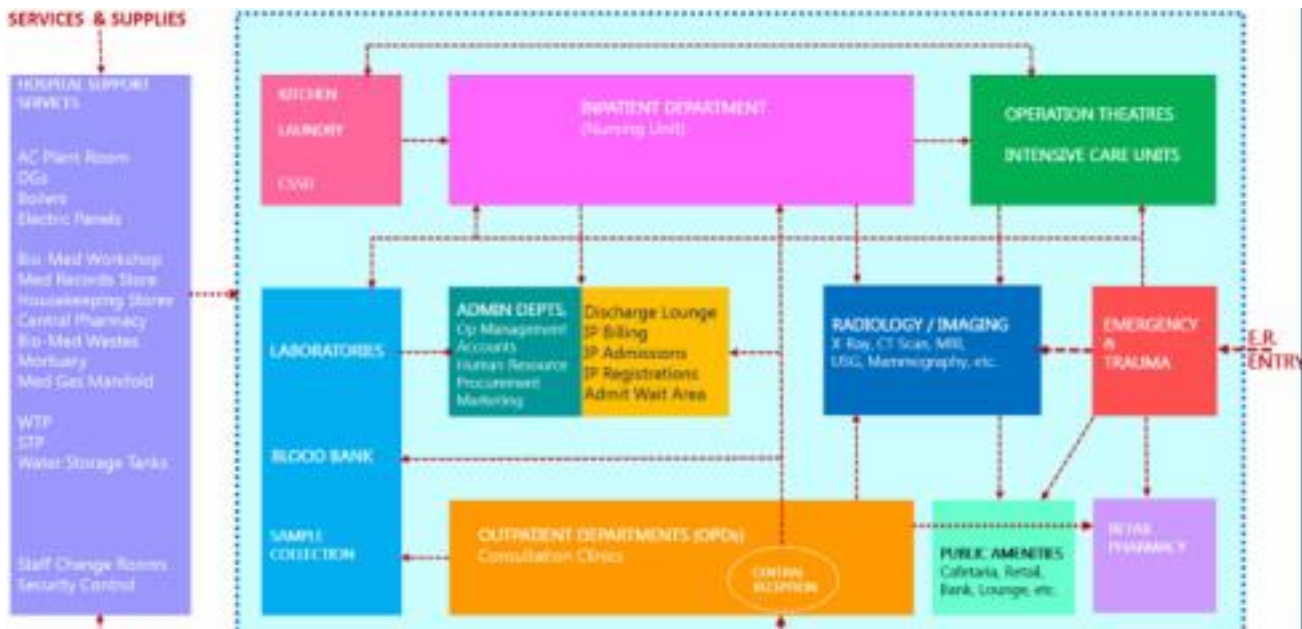 SERVICES & SUPPLIES
HOSPITAL SUPPORT
SERVICES
AC Plant Room
DGs
Boilers
Electric Panels
Bio-Med Workshop
Med Records Store
Housekeeping Stores
Central Pharmacy
Bio-Med Wastes
Mortuary
Med Gas Manifold
WTP
STP
Water Storage Tanks
Staff Change Rooms
Security Control
KITCHEN
LAUNDRY
CSSD
INPATIENT DEPARTMENT
(Nursing Unit)
OPERATION THEATRES
INTENSIVE CARE UNITS
LABORATORIES
BLOOD BANK
SAMPLE
COLLECTION
ADMIN DEPTS.
Op Management
Accounts
Human Resource
Procurement
Marketing
Discharge Lounge
IP Billing
IP Admissions
IP Registrations
Admit Wait Area
RADIOLOGY / IMAGING
X-Ray, CT Scan, MRI,
USG, Mammography, etc.
EMERGENCY
&
TRAUMA
E.R.
ENTRY
OUTPATIENT DEPARTMENTS (OPDs)
Consultation Clinics
CENTRAL
RECEPTION
PUBLIC AMENITIES
Cafetaria, Retail,
Bank, Lounge, etc.
RETAIL
PHARMACY